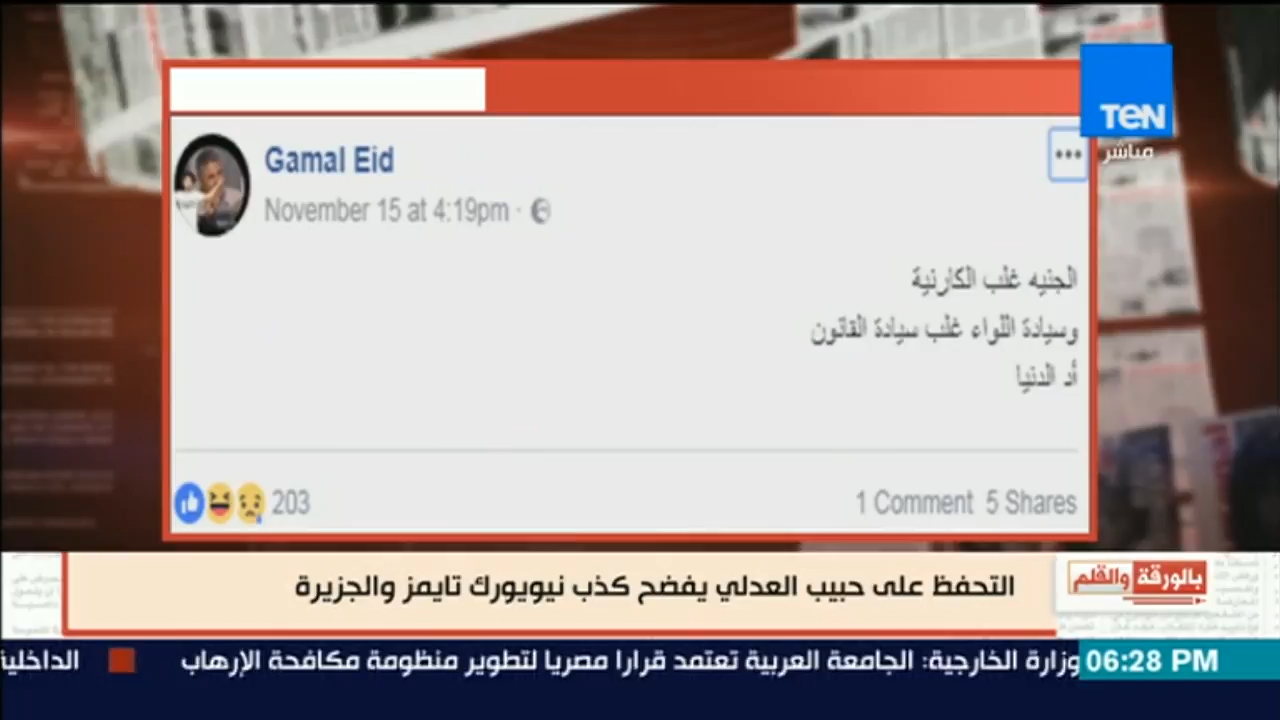 TEN
مباشر
Gamal Eid
November 15 at 4:19pm ·
الجنيه غلب الكارنية
وسيادة اللواء غلب سيادة القانون
أد الدنيا
203
1 Comment 5 Shares
بالورقة والقلم
التحفظ على حبيب العدلي يفضح كذب نيويورك تايمز والجزيرة
06:28 PM
وزارة الخارجية: الجامعة العربية تعتمد قرارا مصريا لتطوير منظومة مكافحة الإرهاب